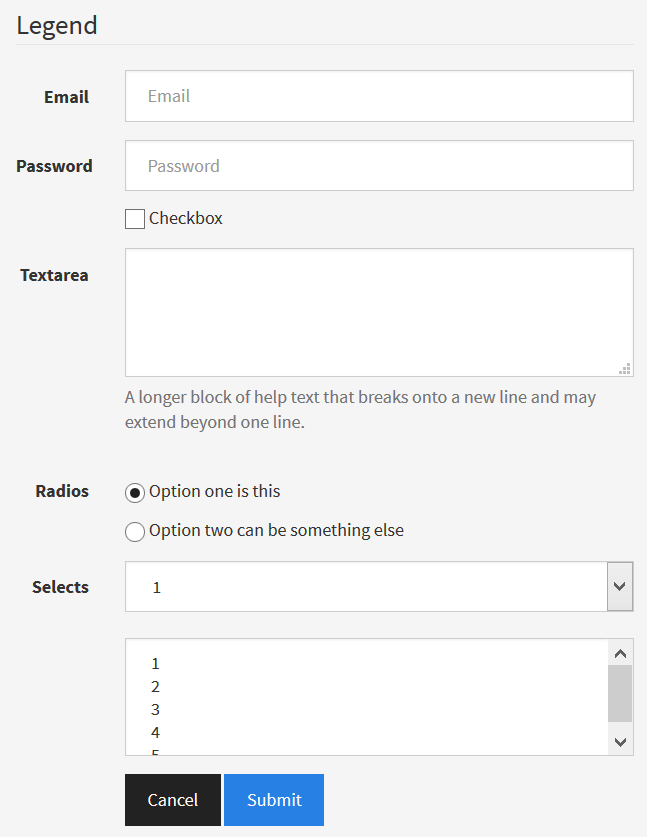 Legend
Email
Email
Password
Password
Checkbox
Textarea
A longer block of help text that breaks onto a new line and may
extend beyond one line.
Radios
Option one is this
Option two can be something else
Selects
1
1
2
3
4
5
Cancel
Submit